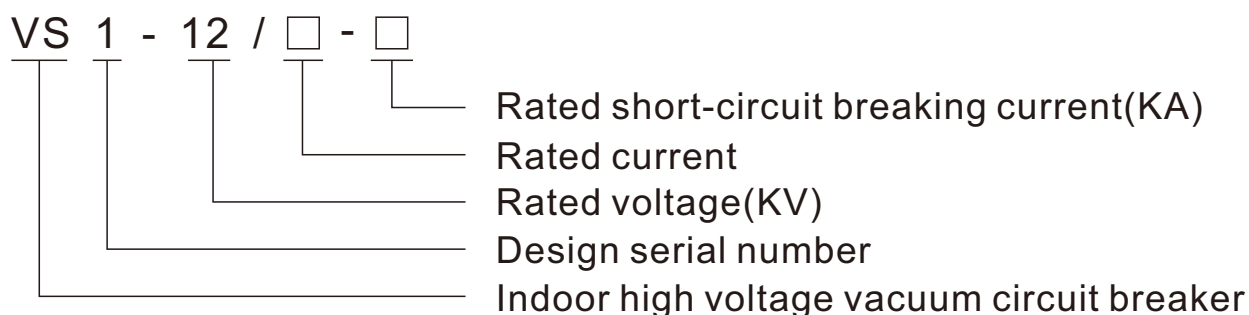 VS 1 - 12 / □ - □
Rated short-circuit breaking current(KA)
Rated current
Rated voltage(KV)
Design serial number
Indoor high voltage vacuum circuit breaker